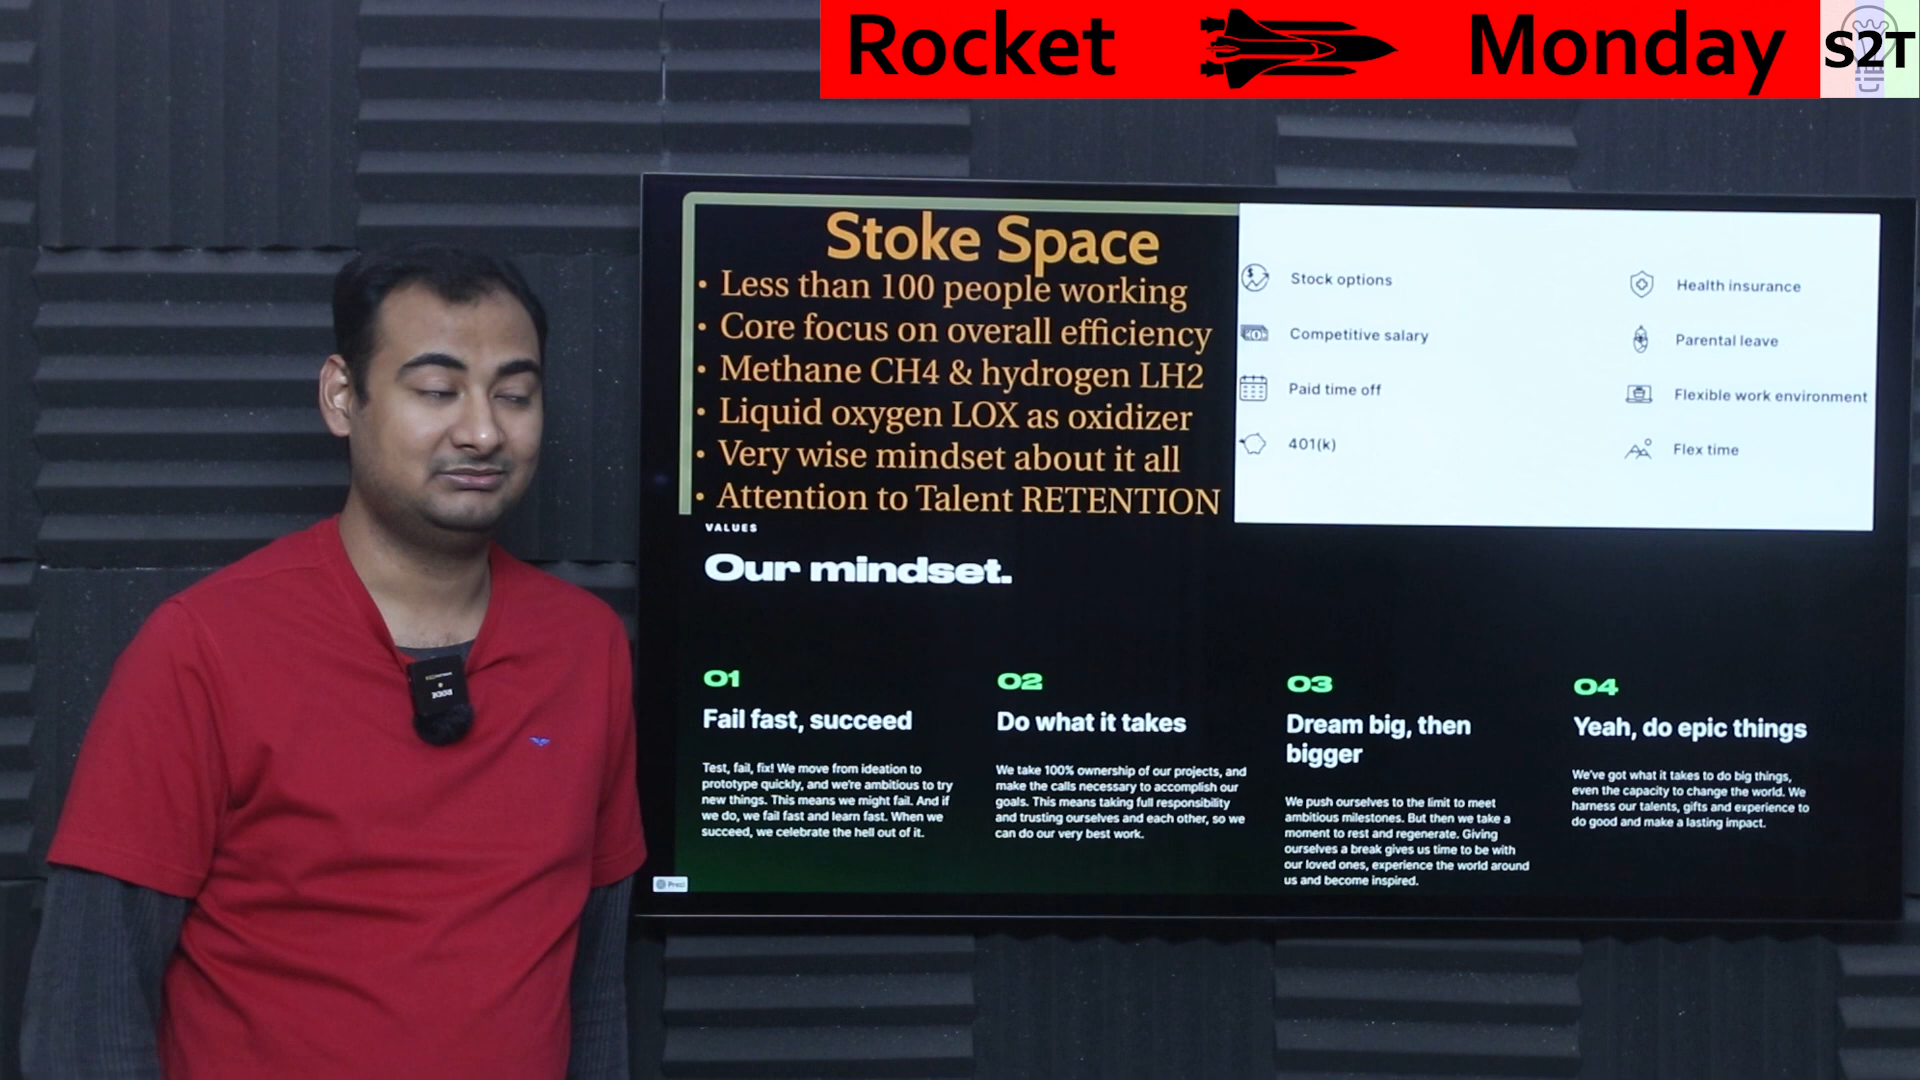 Rocket Monday S2T
Stoke Space
• Less than 100 people working
• Core focus on overall efficiency
• Methane CH4 & hydrogen LH2
• Liquid oxygen LOX as oxidizer
• Very wise mindset about it all
• Attention to Talent RETENTION
Stock options
Competitive salary
Paid time off
401(k)
Health insurance
Parental leave
Flexible work environment
Flex time
VALUES
Our mindset.
01
Fail fast, succeed
Test, fail, fix! We move from ideation to
prototype quickly, and we're ambitious to try
new things. This means we might fail. And if
we do, we fail fast and learn fast. When we
succeed, we celebrate the hell out of it.
02
Do what it takes
We take 100% ownership of our projects, and
make the calls necessary to accomplish our
goals. This means taking full responsibility
and trusting ourselves and each other, so we
can do our very best work.
03
Dream big, then
bigger
We push ourselves to the limit to meet
ambitious milestones. But then we take a
moment to rest and regenerate. Giving
ourselves a break gives us time to be with
our loved ones, experience the world around
us and become inspired.
04
Yeah, do epic things
We've got what it takes to do big things,
even the capacity to change the world. We
harness our talents, gifts and experience to
do good and make a lasting impact.
Prezi
RODE